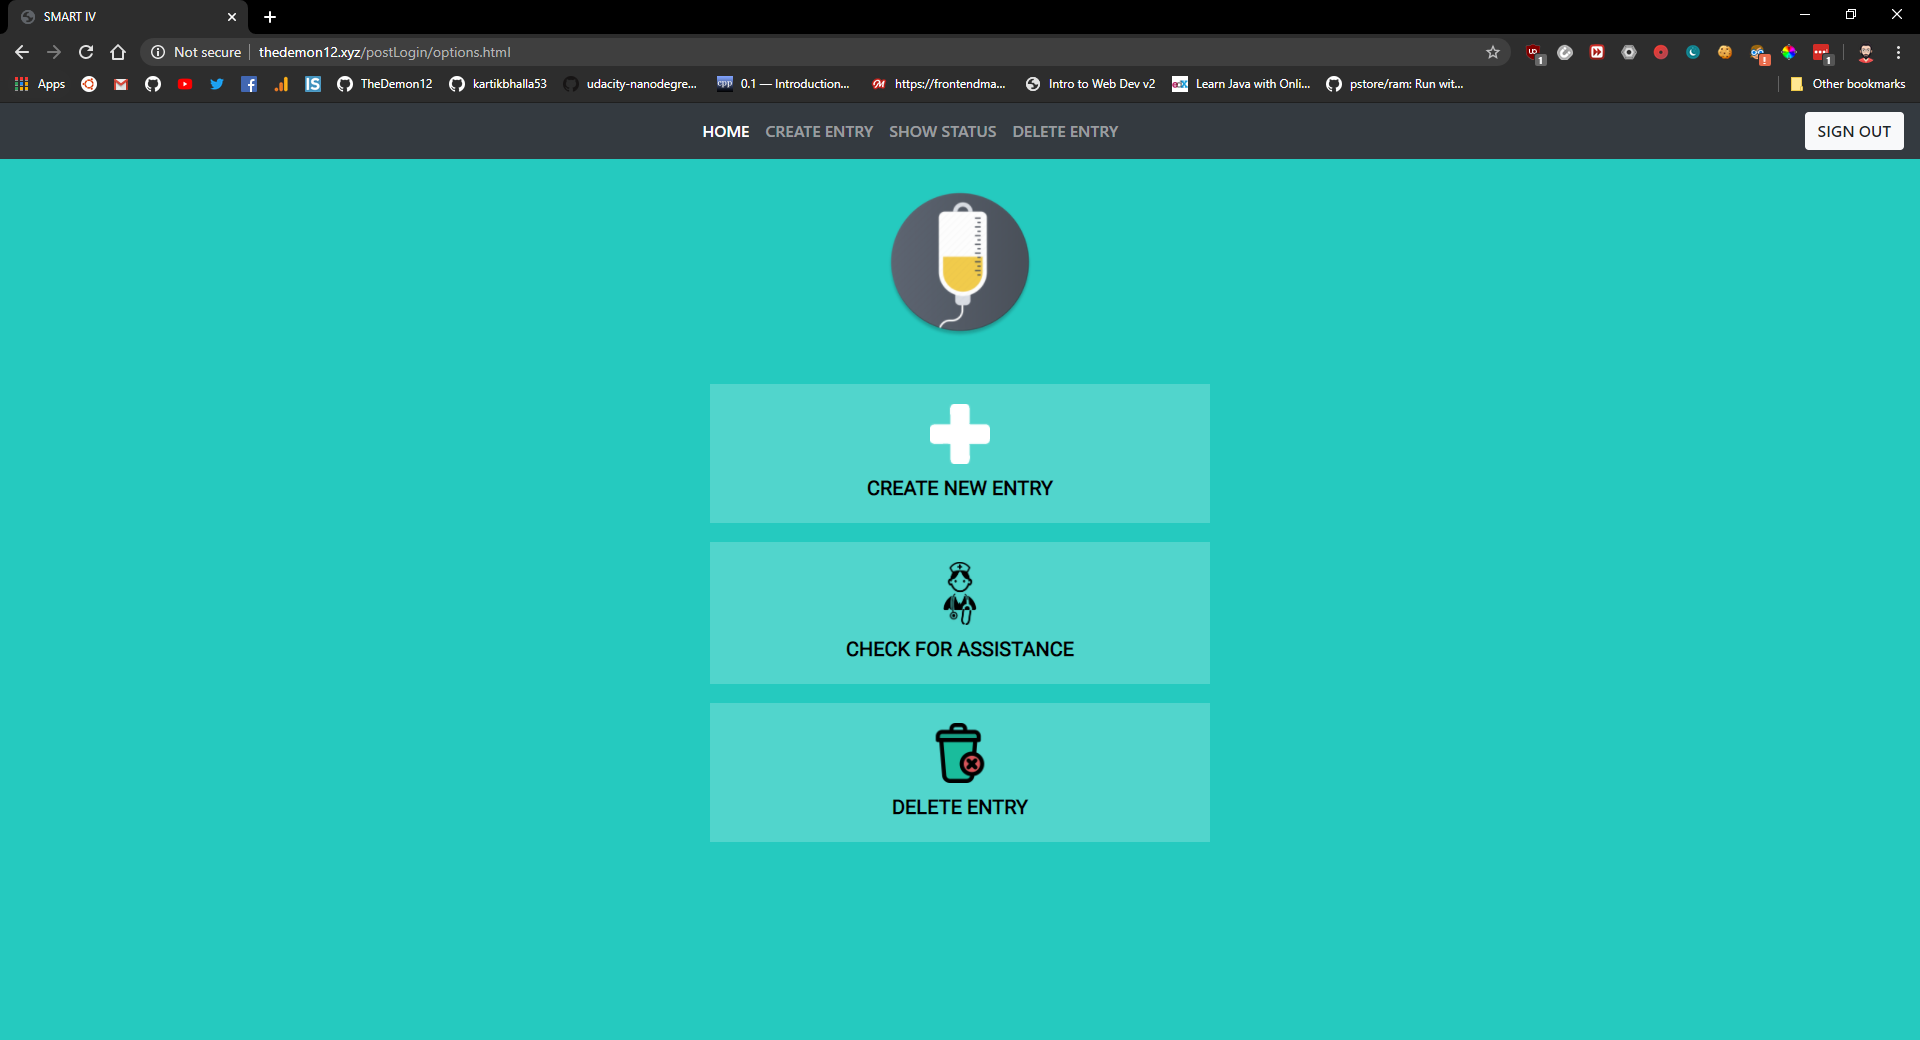 SMART IV
Not secure thedemon12.xyz/postLogin/options.html
Apps TheDemon12 kartikbhalla53 udacity-nanodegre... 0.1 — Introduction... https://frontendma... Intro to Web Dev v2 Learn Java with Onli... pstore/ram: Run wit... Other bookmarks
HOME CREATE ENTRY SHOW STATUS DELETE ENTRY SIGN OUT
CREATE NEW ENTRY
CHECK FOR ASSISTANCE
DELETE ENTRY